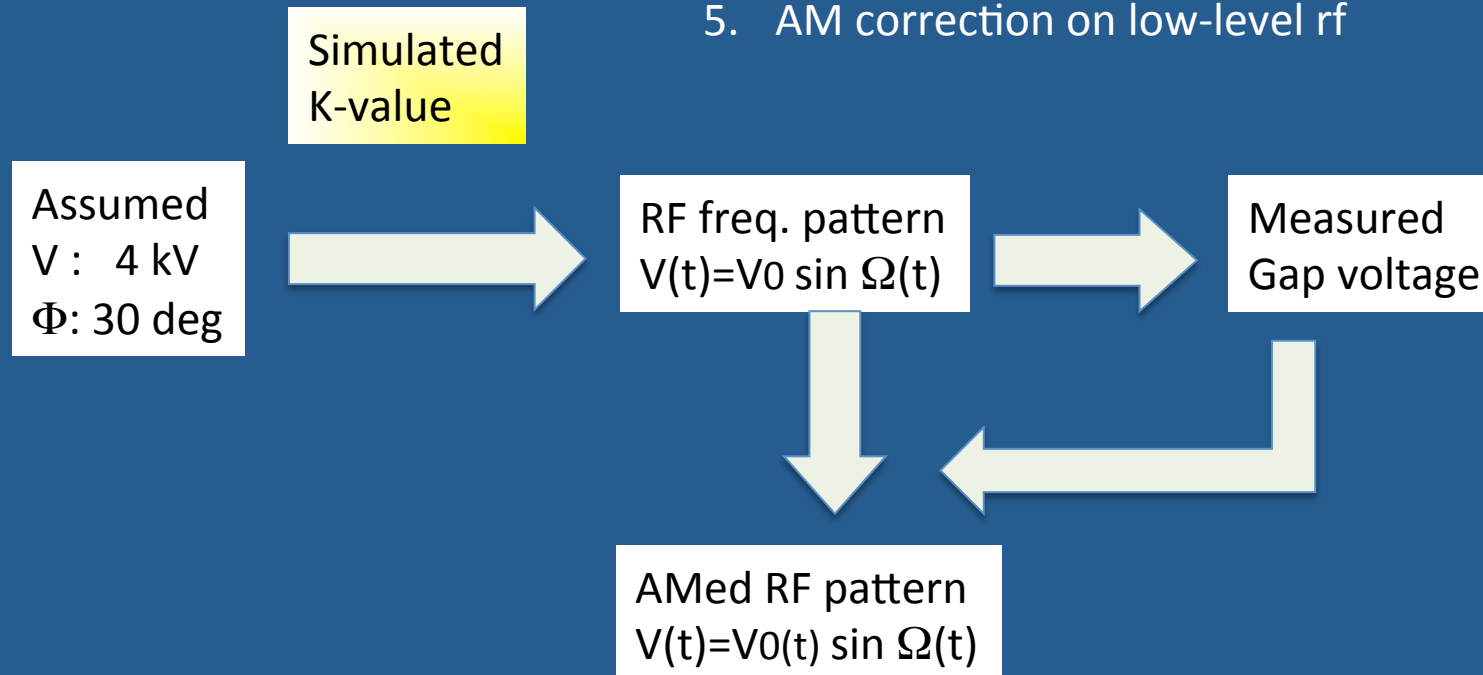 5. AM correction on low-level rf
Simulated
K-value
Assumed
V : 4 kV
Φ: 30 deg
RF freq. pattern
V(t)=V0 sin Ω(t)
Measured
Gap voltage
AMed RF pattern
V(t)=V0(t) sin Ω(t)